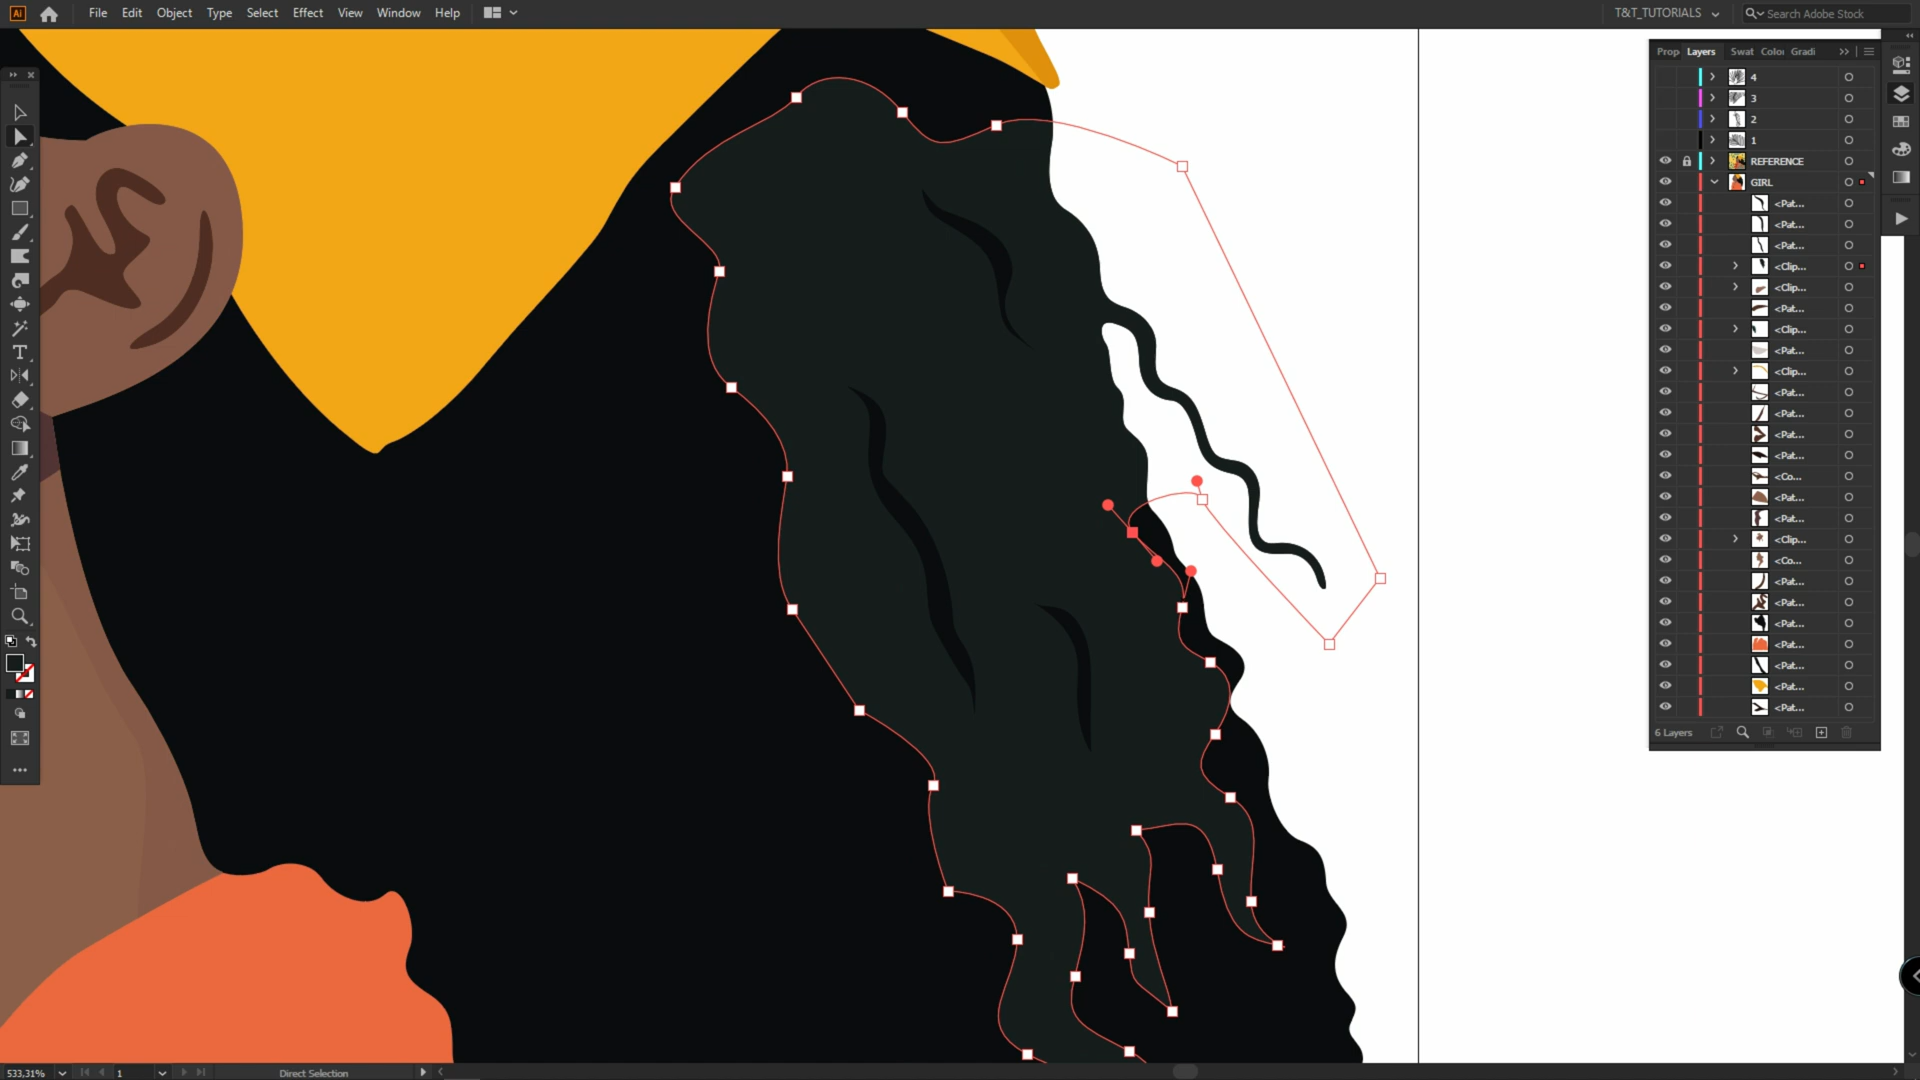 Ai File Edit Object Type Select Effect View Window Help T&T_TUTORIALS Search Adobe Stock
Prop Layers Swat Color Gradi
4
3
2
1
REFERENCE
GIRL
<Pat...
<Pat...
<Pat...
<Clip...
<Clip...
<Pat...
<Clip...
<Pat...
<Clip...
<Pat...
<Pat...
<Pat...
<Pat...
<Co...
<Pat...
<Pat...
<Clip...
<Co...
<Pat...
<Pat...
<Pat...
<Pat...
<Pat...
<Pat...
<Pat...
6 Layers
533,31% 1 Direct Selection